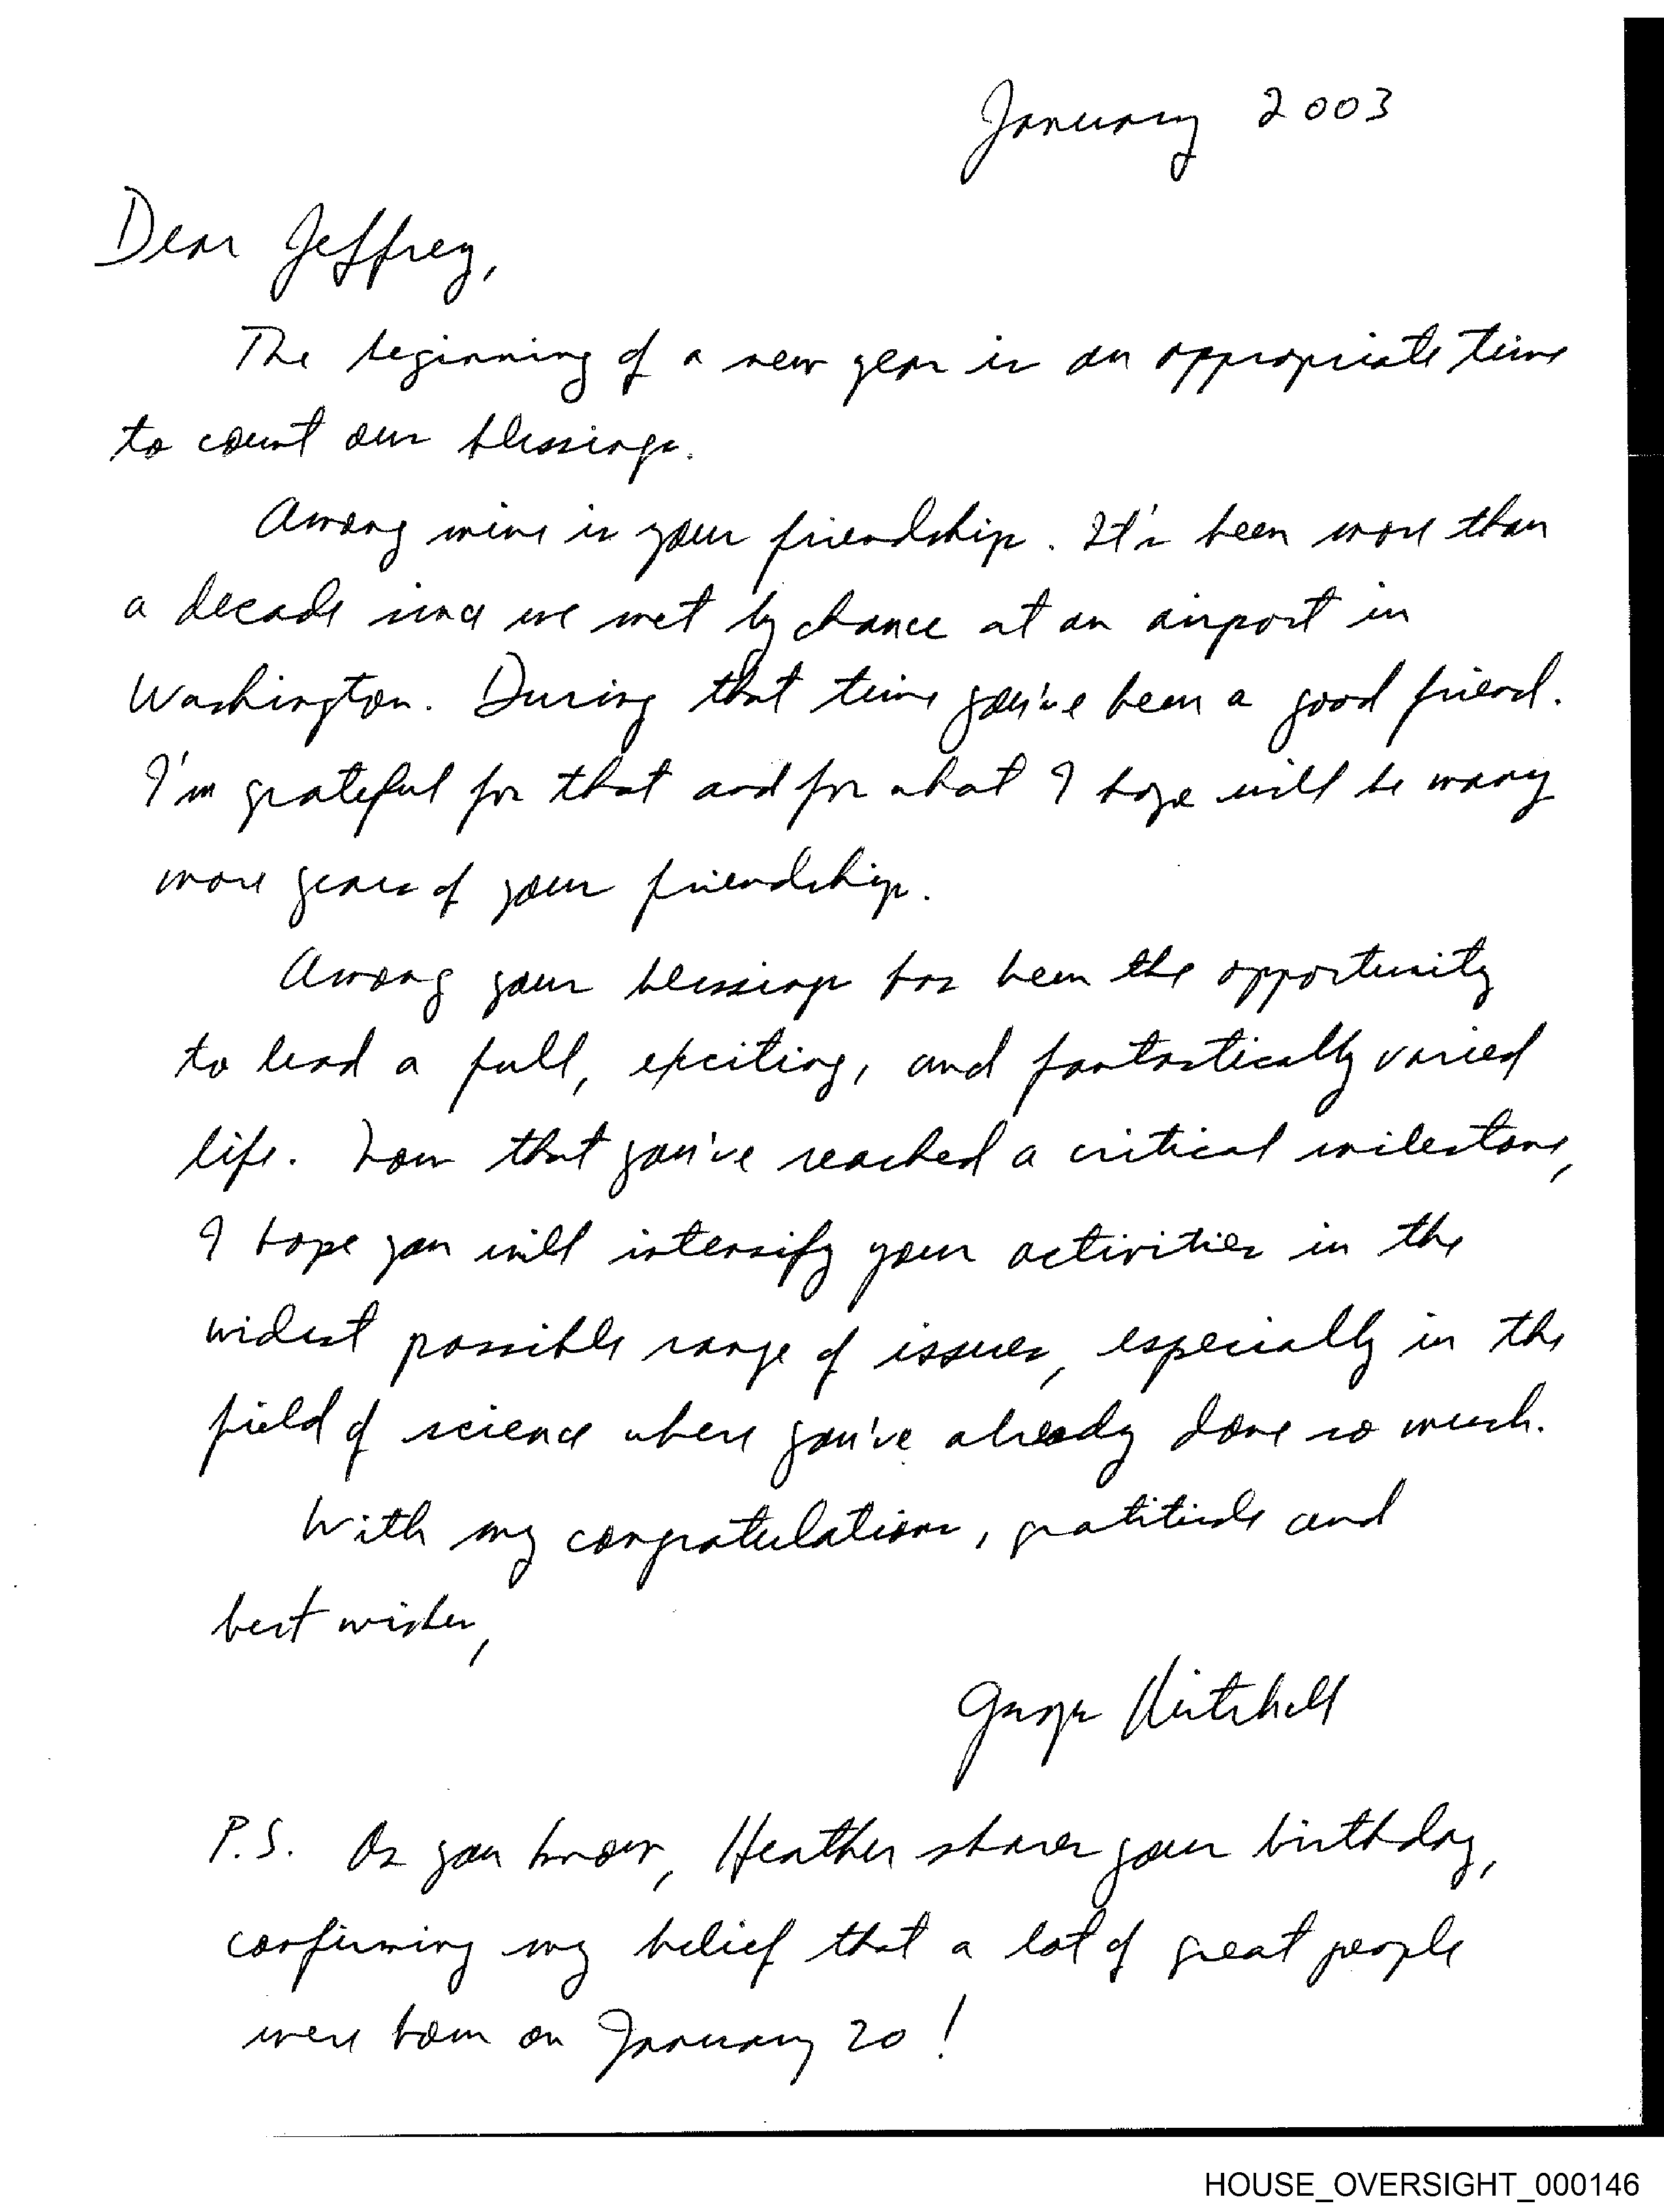 January 2003
Dear Jeffrey,
The beginning of a new year is an appropriate time
to count our blessings.
Among mine is your friendship. It's been more than
a decade since we met by chance at an airport in
Washington. During that time you've been a good friend.
I'm grateful for that and for what I hope will be many
more years of your friendship.
Among your blessings has been the opportunity
to lead a full, exciting, and fantastically varied
life. Now that you've reached a critical milestone,
I hope you will intensify your activities in the
widest possible range of issues, especially in the
field of science where you've already done so much.
With my congratulations, gratitude and
best wishes,
George Mitchell
P.S. As you know, Heather shares your birthday,
confirming my belief that a lot of great people
were born on January 20!
HOUSE_OVERSIGHT_000146